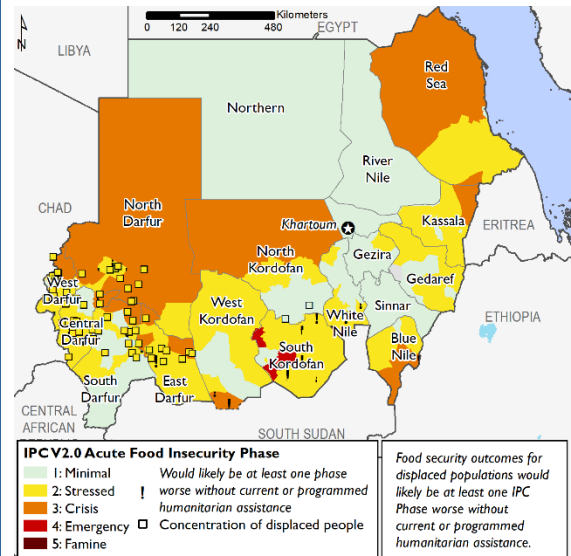 N
Kilometers
0 120 240 480
EGYPT
LIBYA
Red
Sea
Northern
River
Nile
North
Darfur
CHAD
Khartoum
Kassala
ERITREA
North
Kordofan
Gezira
West
Darfur
Gedaref
West
Kordofan
White
Nile
Sinnar
ETHIOPIA
Central
Darfur
South
Kordofan
Blue
Nile
South
Darfur
East
Darfur
CENTRAL
AFRICAN
SOUTH SUDAN
IPC V2.0 Acute Food Insecurity Phase
1: Minimal
2: Stressed
3: Crisis
4: Emergency
5: Famine
! Would likely be at least one phase
worse without current or programmed
humanitarian assistance
Concentration of displaced people
Food security outcomes for
displaced populations would
likely be at least one IPC
Phase worse without
current or programmed
humanitarian assistance.